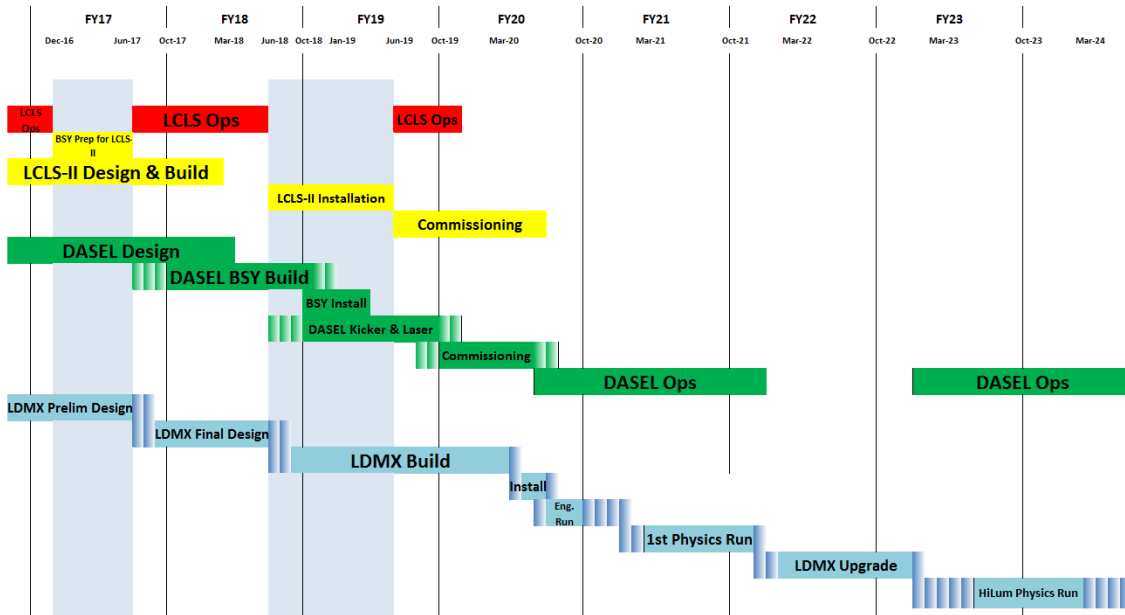 FY17 FY18 FY19 FY20 FY21 FY22 FY23
Dec-16 Jun-17 Oct-17 Mar-18 Jun-18 Oct-18 Jan-19 Jun-19 Oct-19 Mar-20 Oct-20 Mar-21 Oct-21 Mar-22 Oct-22 Mar-23 Oct-23 Mar-24
LCLS
Ops
LCLS Ops
LCLS Ops
BSY Prep for LCLS-
II
LCLS-II Design & Build
LCLS-II Installation
Commissioning
DASEL Design
DASEL BSY Build
BSY Install
DASEL Kicker & Laser
Commissioning
DASEL Ops
DASEL Ops
LDMX Prelim Design
LDMX Final Design
LDMX Build
Install
Eng.
Run
1st Physics Run
LDMX Upgrade
HiLum Physics Run